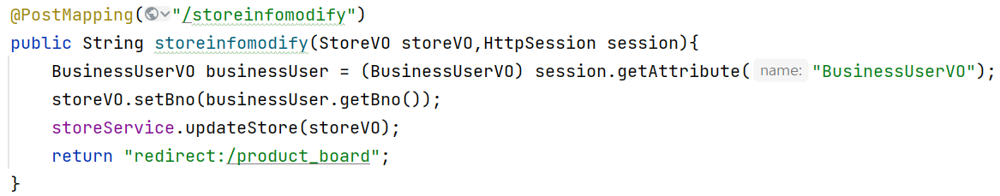 @PostMapping("/storeinfomodify")
public String storeinfomodify(StoreVO storeVO,HttpSession session){
    BusinessUserVO businessUser = (BusinessUserVO) session.getAttribute( name: "BusinessUserVO");
    storeVO.setBno(businessUser.getBno());
    storeService.updateStore(storeVO);
    return "redirect:/product_board";
}